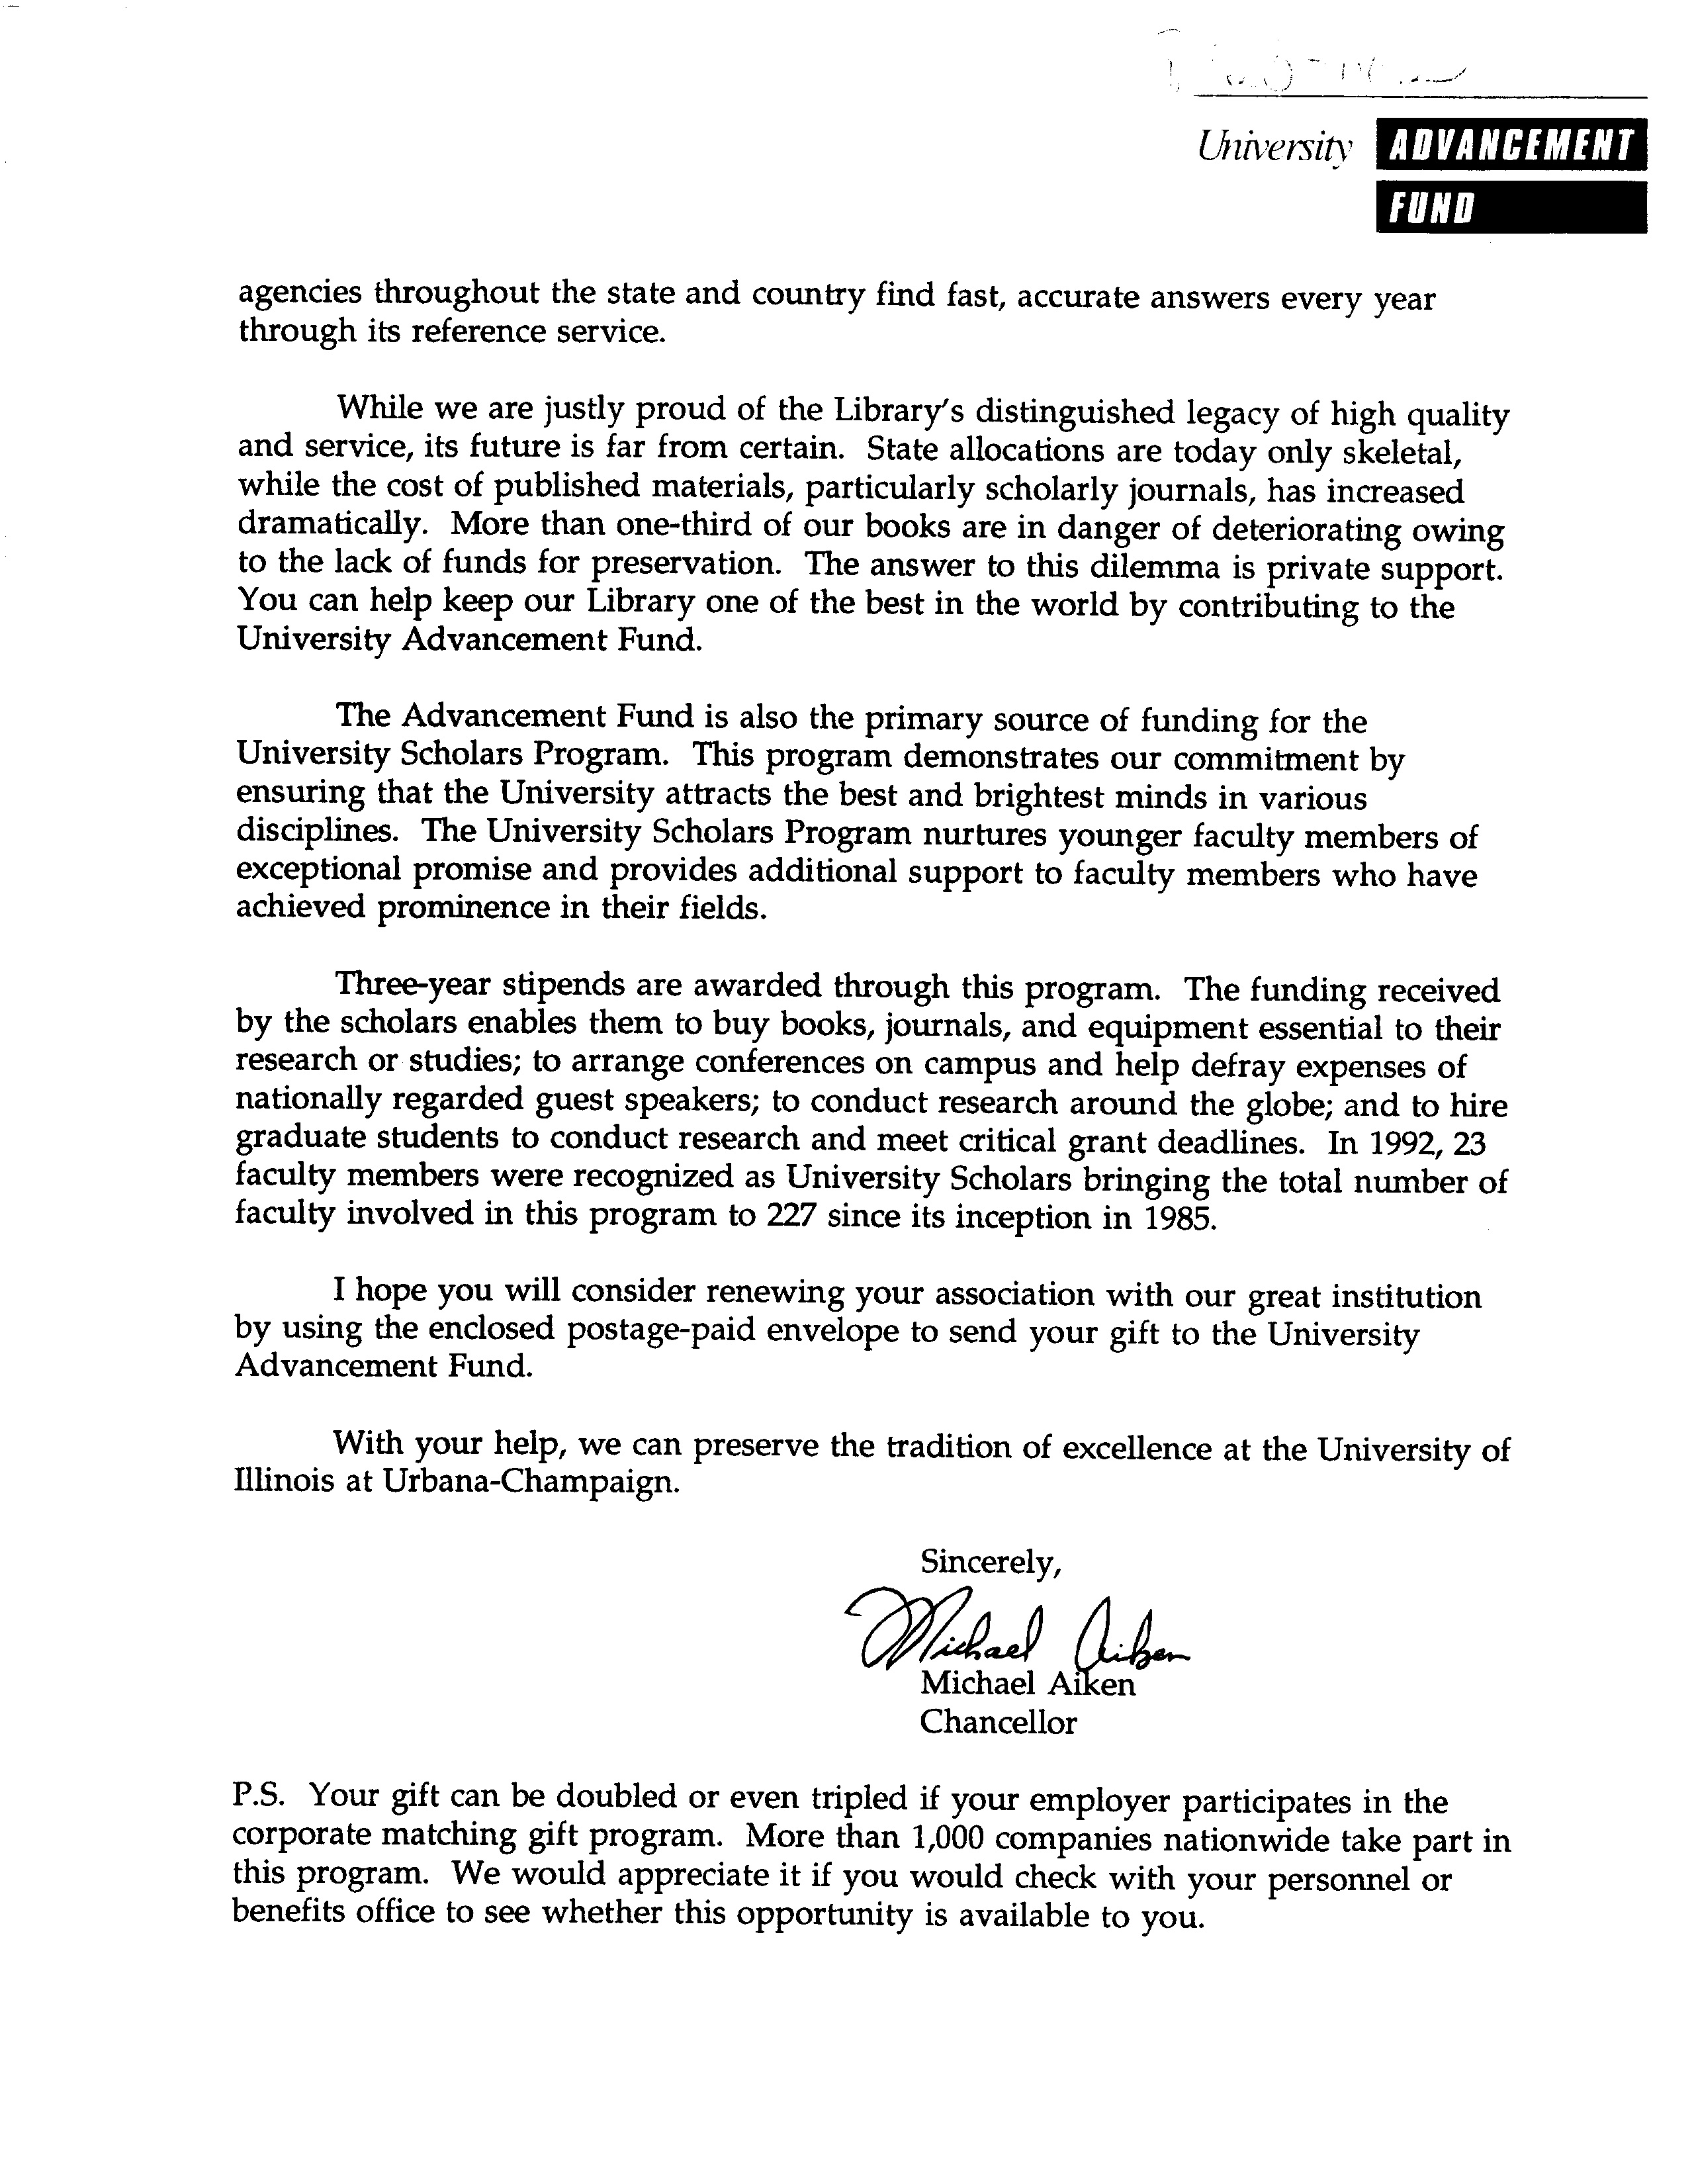 University ADVANCEMENT
FUND
agencies throughout the state and country find fast, accurate answers every year
through its reference service.
While we are justly proud of the Library's distinguished legacy of high quality
and service, its future is far from certain. State allocations are today only skeletal,
while the cost of published materials, particularly scholarly journals, has increased
dramatically. More than one-third of our books are in danger of deteriorating owing
to the lack of funds for preservation. The answer to this dilemma is private support.
You can help keep our Library one of the best in the world by contributing to the
University Advancement Fund.
The Advancement Fund is also the primary source of funding for the
University Scholars Program. This program demonstrates our commitment by
ensuring that the University attracts the best and brightest minds in various
disciplines. The University Scholars Program nurtures younger faculty members of
exceptional promise and provides additional support to faculty members who have
achieved prominence in their fields.
Three-year stipends are awarded through this program. The funding received
by the scholars enables them to buy books, journals, and equipment essential to their
research or studies; to arrange conferences on campus and help defray expenses of
nationally regarded guest speakers; to conduct research around the globe; and to hire
graduate students to conduct research and meet critical grant deadlines. In 1992, 23
faculty members were recognized as University Scholars bringing the total number of
faculty involved in this program to 227 since its inception in 1985.
I hope you will consider renewing your association with our great institution
by using the enclosed postage-paid envelope to send your gift to the University
Advancement Fund.
With your help, we can preserve the tradition of excellence at the University of
Illinois at Urbana-Champaign.
Sincerely,
Michael Aiken
Michael Aiken
Chancellor
P.S. Your gift can be doubled or even tripled if your employer participates in the
corporate matching gift program. More than 1,000 companies nationwide take part in
this program. We would appreciate it if you would check with your personnel or
benefits office to see whether this opportunity is available to you.